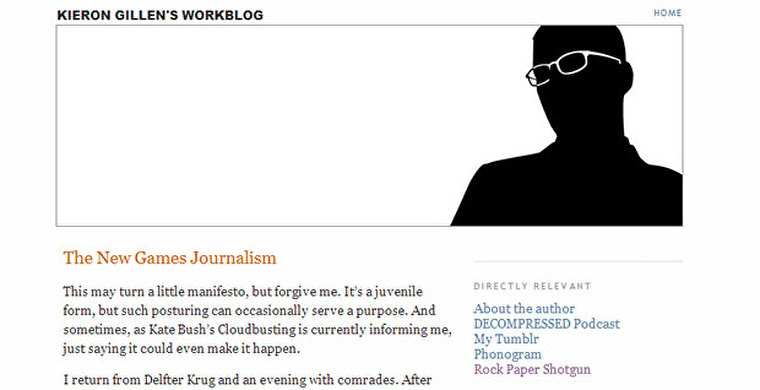 KIERON GILLEN'S WORKBLOG
HOME
The New Games Journalism
This may turn a little manifesto, but forgive me. It's a juvenile
form, but such posturing can occasionally serve a purpose. And
sometimes, as Kate Bush's Cloudbusting is currently informing me,
just saying it could even make it happen.
I return from Delfter Krug and an evening with comrades. After
DIRECTLY RELEVANT
About the author
DECOMPRESSED Podcast
My Tumblr
Phonogram
Rock Paper Shotgun